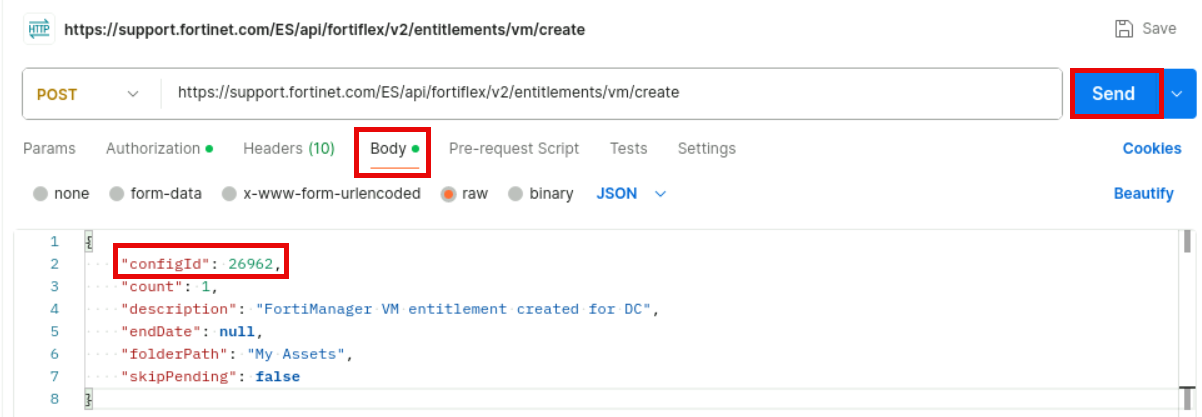 HTTP https://support.fortinet.com/ES/api/fortiflex/v2/entitlements/vm/create Save
POST https://support.fortinet.com/ES/api/fortiflex/v2/entitlements/vm/create Send
Params Authorization Headers (10) Body Pre-request Script Tests Settings Cookies
none form-data x-www-form-urlencoded raw binary JSON Beautify
1 {
2 "configId": 26962,
3 "count": 1,
4 "description": "FortiManager VM entitlement created for DC",
5 "endDate": null,
6 "folderPath": "My Assets",
7 "skipPending": false
8 }